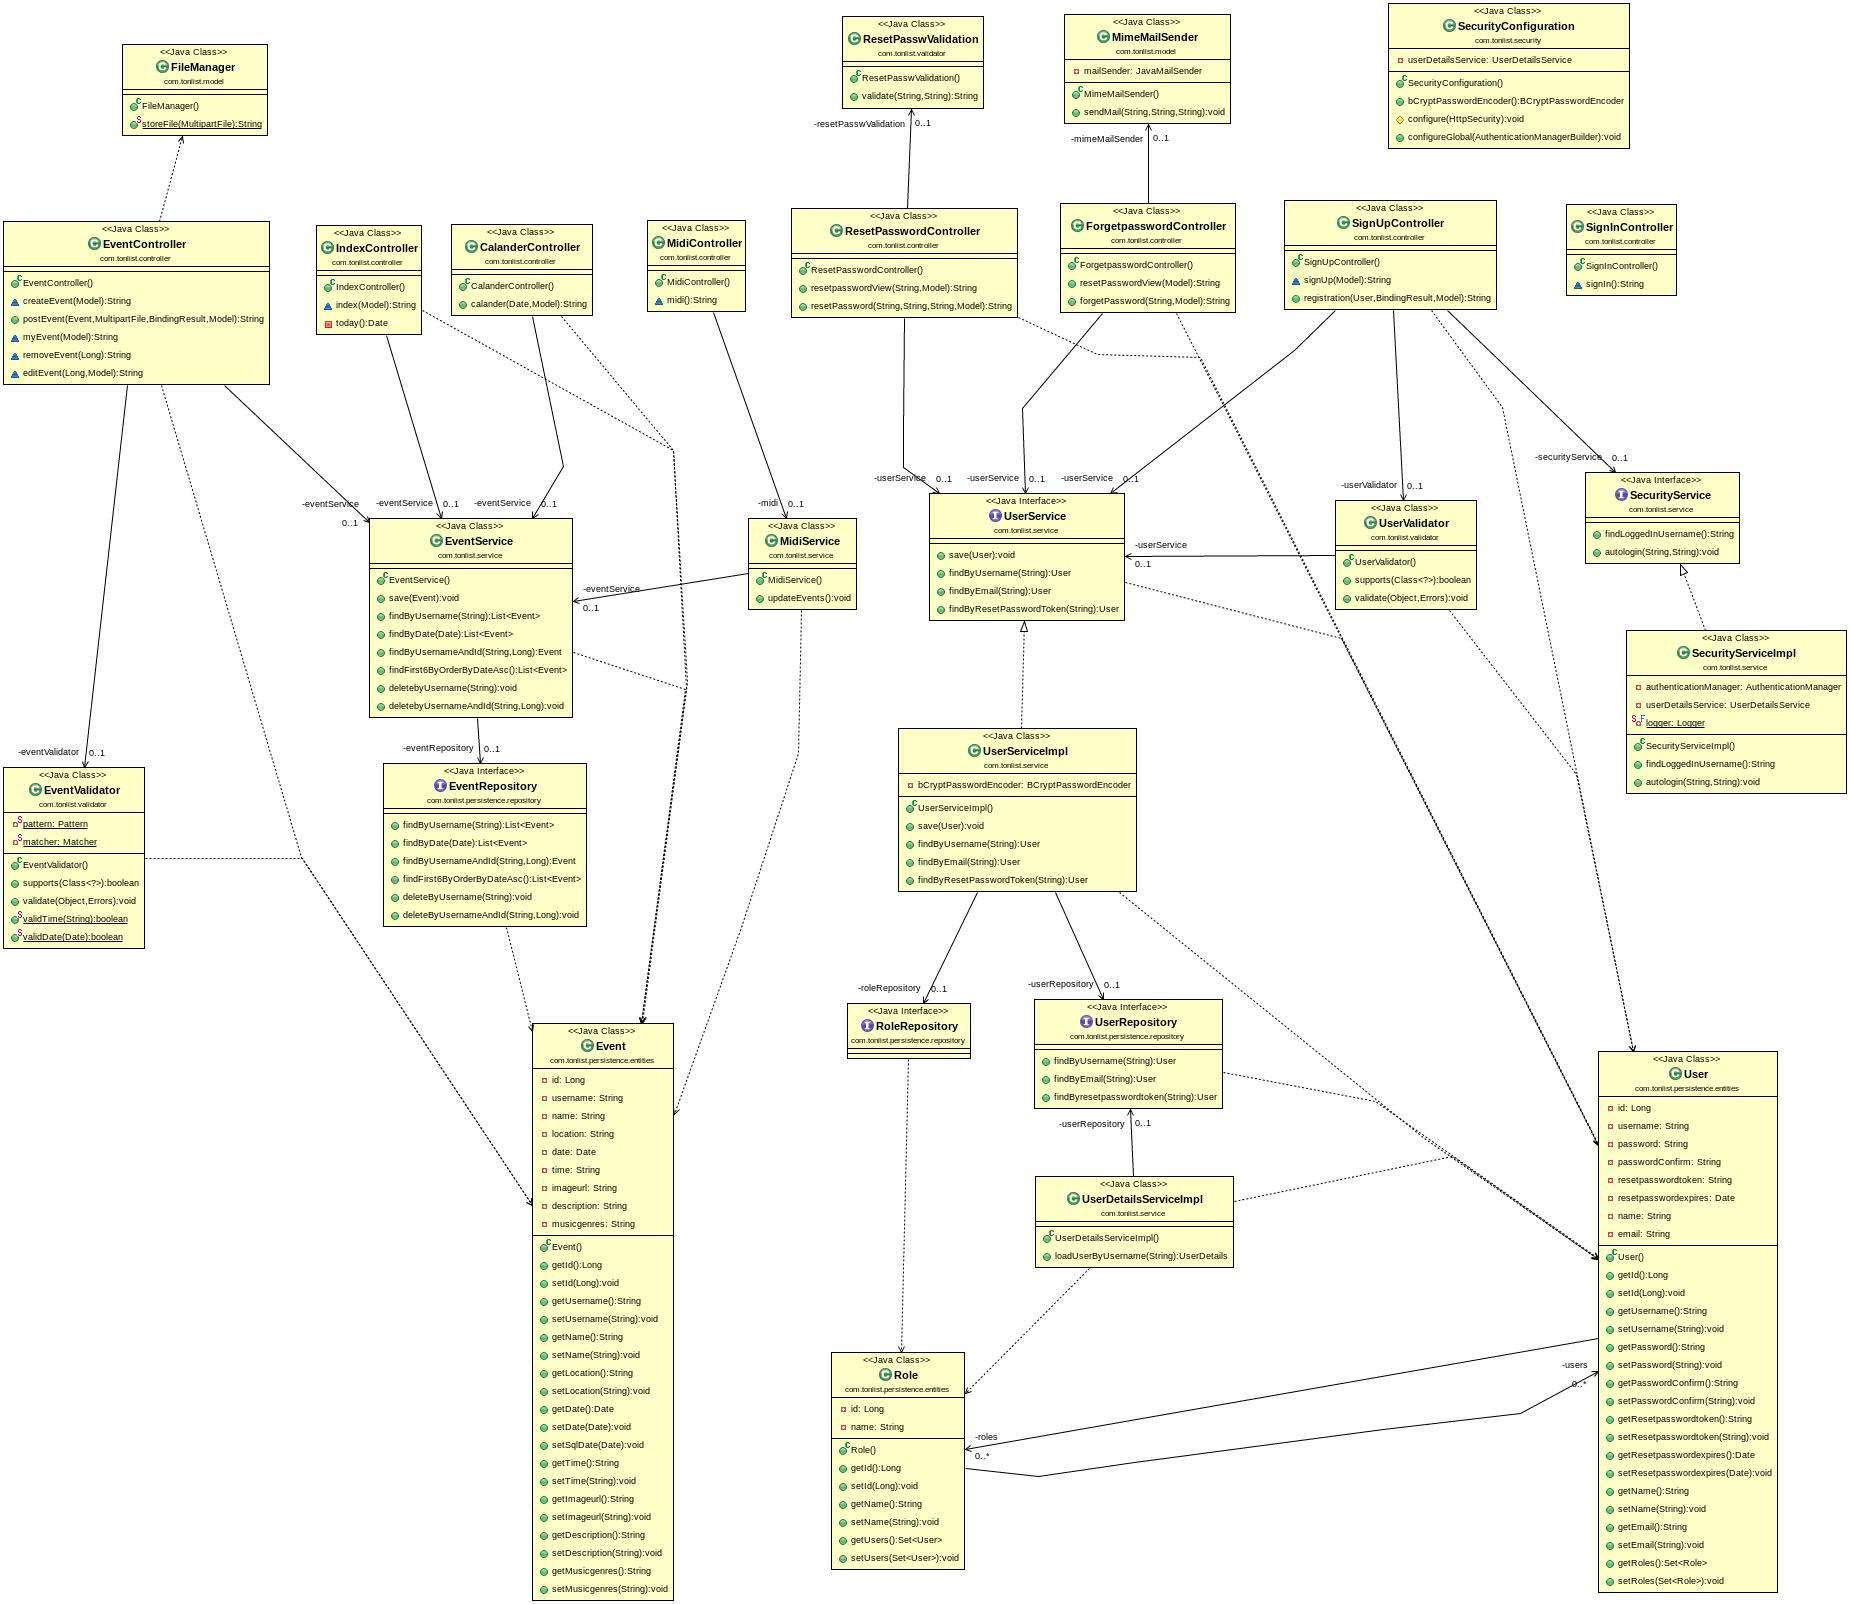 <<Java Class>>
FileManager
com.tonlist.model
FileManager()
storeFile(MultipartFile):String
<<Java Class>>
ResetPasswValidation
com.tonlist.validator
ResetPasswValidation()
validate(String,String):String
-resetPasswValidation 0..1
<<Java Class>>
MimeMailSender
com.tonlist.model
mailSender: JavaMailSender
MimeMailSender()
sendMail(String,String,String):void
-mimeMailSender 0..1
<<Java Class>>
SecurityConfiguration
com.tonlist.security
userDetailsService: UserDetailsService
SecurityConfiguration()
bCryptPasswordEncoder():BCryptPasswordEncoder
configure(HttpSecurity):void
configureGlobal(AuthenticationManagerBuilder):void
<<Java Class>>
EventController
com.tonlist.controller
EventController()
createEvent(Model):String
postEvent(Event,MultipartFile,BindingResult,Model):String
myEvent(Model):String
removeEvent(Long):String
editEvent(Long,Model):String
<<Java Class>>
IndexController
com.tonlist.controller
IndexController()
index(Model):String
today():Date
<<Java Class>>
CalanderController
com.tonlist.controller
CalanderController()
calander(Date,Model):String
<<Java Class>>
MidiController
com.tonlist.controller
MidiController()
midi():String
<<Java Class>>
ResetPasswordController
com.tonlist.controller
ResetPasswordController()
resetpasswordView(String,Model):String
resetPassword(String,String,String,Model):String
<<Java Class>>
ForgetpasswordController
com.tonlist.controller
ForgetpasswordController()
resetPasswordView(Model):String
forgetPassword(String,Model):String
<<Java Class>>
SignUpController
com.tonlist.controller
SignUpController()
signUp(Model):String
registration(User,BindingResult,Model):String
<<Java Class>>
SignInController
com.tonlist.controller
SignInController()
signIn():String
-eventService 0..1
-eventService 0..1
-eventService 0..1
-midi 0..1
-userService 0..1
-userService 0..1
-userService 0..1
-userValidator 0..1
-securityService 0..1
<<Java Class>>
EventService
com.tonlist.service
EventService()
save(Event):void
findByUsername(String):List<Event>
findByDate(Date):List<Event>
findByUsernameAndId(String,Long):Event
findFirst6ByOrderByDateAsc():List<Event>
deletebyUsername(String):void
deletebyUsernameAndId(String,Long):void
-eventService
0..1
<<Java Class>>
MidiService
com.tonlist.service
MidiService()
updateEvents():void
<<Java Interface>>
UserService
com.tonlist.service
save(User):void
findByUsername(String):User
findByEmail(String):User
findByResetPasswordToken(String):User
-userService
0..1
<<Java Class>>
UserValidator
com.tonlist.validator
UserValidator()
supports(Class<?>):boolean
validate(Object,Errors):void
<<Java Interface>>
SecurityService
com.tonlist.service
findLoggedInUsername():String
autologin(String,String):void
<<Java Class>>
SecurityServiceImpl
com.tonlist.service
authenticationManager: AuthenticationManager
userDetailsService: UserDetailsService
logger: Logger
SecurityServiceImpl()
findLoggedInUsername():String
autologin(String,String):void
-eventValidator 0..1
<<Java Class>>
EventValidator
com.tonlist.validator
pattern: Pattern
matcher: Matcher
EventValidator()
supports(Class<?>):boolean
validate(Object,Errors):void
validTime(String):boolean
validDate(Date):boolean
-eventRepository 0..1
<<Java Interface>>
EventRepository
com.tonlist.persistence.repository
findByUsername(String):List<Event>
findByDate(Date):List<Event>
findByUsernameAndId(String,Long):Event
findFirst6ByOrderByDateAsc():List<Event>
deleteByUsername(String):void
deleteByUsernameAndId(String,Long):void
<<Java Class>>
UserServiceImpl
com.tonlist.service
bCryptPasswordEncoder: BCryptPasswordEncoder
UserServiceImpl()
save(User):void
findByUsername(String):User
findByEmail(String):User
findByResetPasswordToken(String):User
-roleRepository 0..1
-userRepository 0..1
<<Java Interface>>
RoleRepository
com.tonlist.persistence.repository
<<Java Interface>>
UserRepository
com.tonlist.persistence.repository
findByUsername(String):User
findByEmail(String):User
findByresetpasswordtoken(String):User
-userRepository 0..1
<<Java Class>>
UserDetailsServiceImpl
com.tonlist.service
UserDetailsServiceImpl()
loadUserByUsername(String):UserDetails
<<Java Class>>
Event
com.tonlist.persistence.entities
id: Long
username: String
name: String
location: String
date: Date
time: String
imageurl: String
description: String
musicgenres: String
Event()
getId():Long
setId(Long):void
getUsername():String
setUsername(String):void
getName():String
setName(String):void
getLocation():String
setLocation(String):void
getDate():Date
setDate(Date):void
setSqlDate(Date):void
getTime():String
setTime(String):void
getImageurl():String
setImageurl(String):void
getDescription():String
setDescription(String):void
getMusicgenres():String
setMusicgenres(String):void
<<Java Class>>
Role
com.tonlist.persistence.entities
id: Long
name: String
Role()
getId():Long
setId(Long):void
getName():String
setName(String):void
getUsers():Set<User>
setUsers(Set<User>):void
-roles
0..*
-users
0..*
<<Java Class>>
User
com.tonlist.persistence.entities
id: Long
username: String
password: String
passwordConfirm: String
resetpasswordtoken: String
resetpasswordexpires: Date
name: String
email: String
User()
getId():Long
setId(Long):void
getUsername():String
setUsername(String):void
getPassword():String
setPassword(String):void
getPasswordConfirm():String
setPasswordConfirm(String):void
getResetpasswordtoken():String
setResetpasswordtoken(String):void
getResetpasswordexpires():Date
setResetpasswordexpires(Date):void
getName():String
setName(String):void
getEmail():String
setEmail(String):void
getRoles():Set<Role>
setRoles(Set<Role>):void